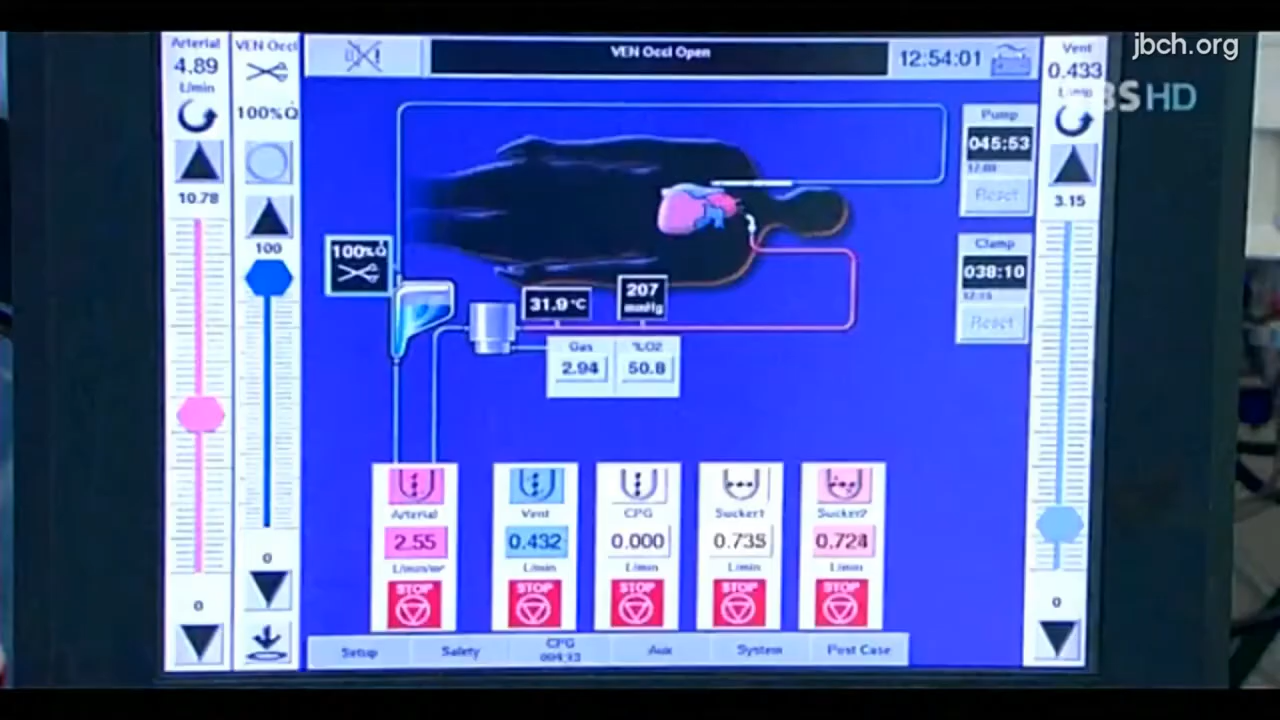 jbch.org
BS HD
Arterial
4.89
L/min
10.78
0
VEN Occl
100%
100
0
VEN Occl Open
12:54:01
Vent
0.433
3.15
0
Pump
045:53
Reset
Clamp
038:10
Reset
100%
31.9 °C
207
mmHg
Gas
2.94
%O2
50.8
Arterial
2.55
L/min/m²
STOP
Vent
0.432
L/min
STOP
CPG
0.000
L/min
STOP
Sucker1
0.735
L/min
STOP
Sucker2
0.724
L/min
STOP
Setup
Safety
CPG
Aux
System
Post Case